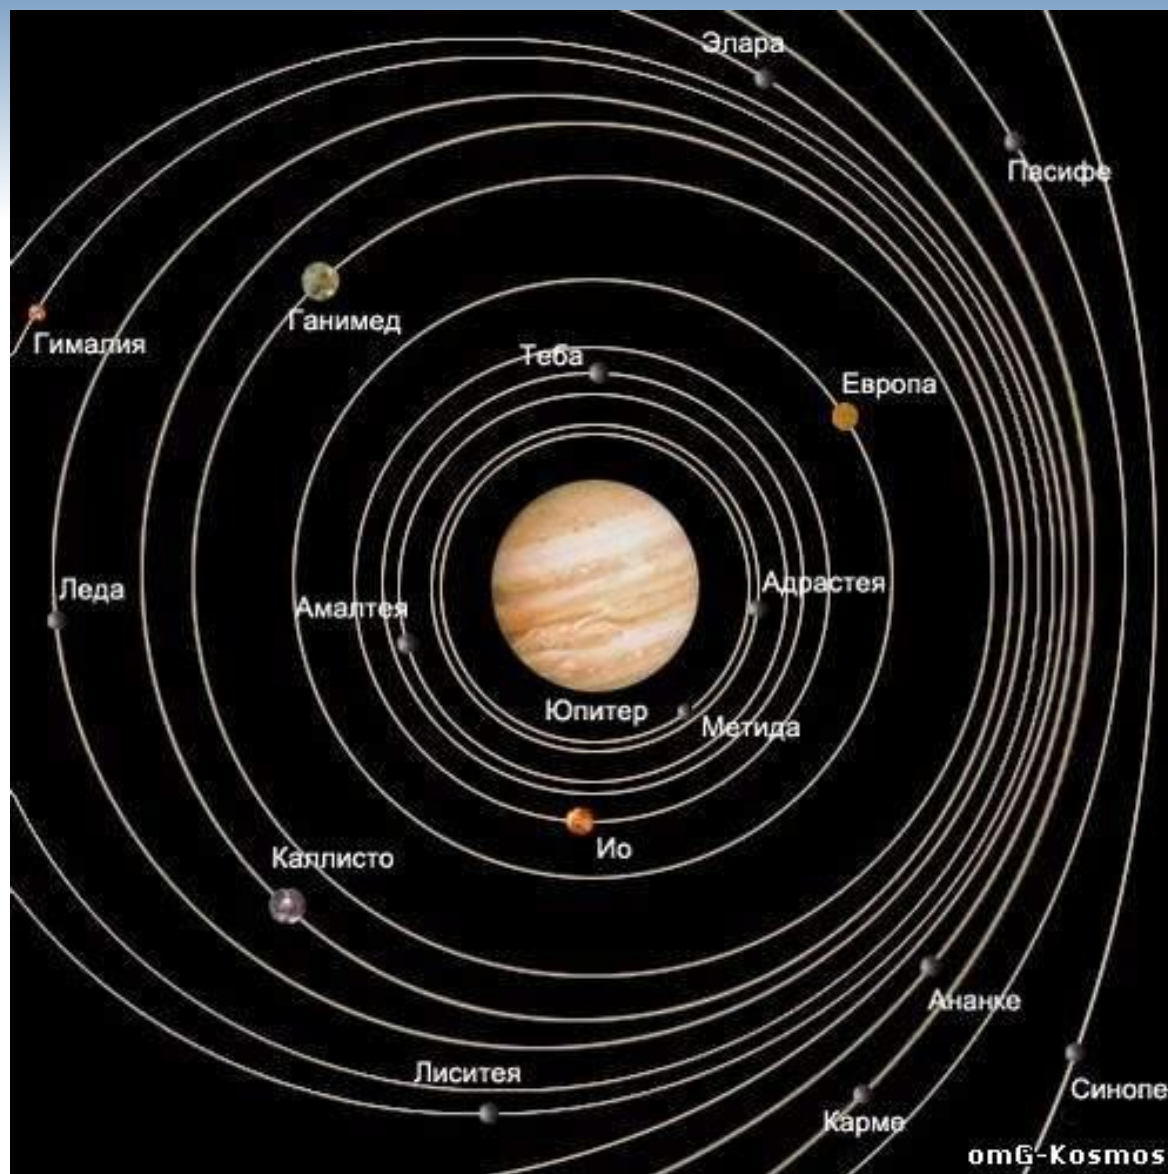 Элара
Пасифе
Ганимед
Гималия
Теба
Европа
Леда
Амалтея
Адрастея
Юпитер
Метида
Ио
Каллисто
Ананке
Лиситея
Синопе
Карме
omG-Kosmos